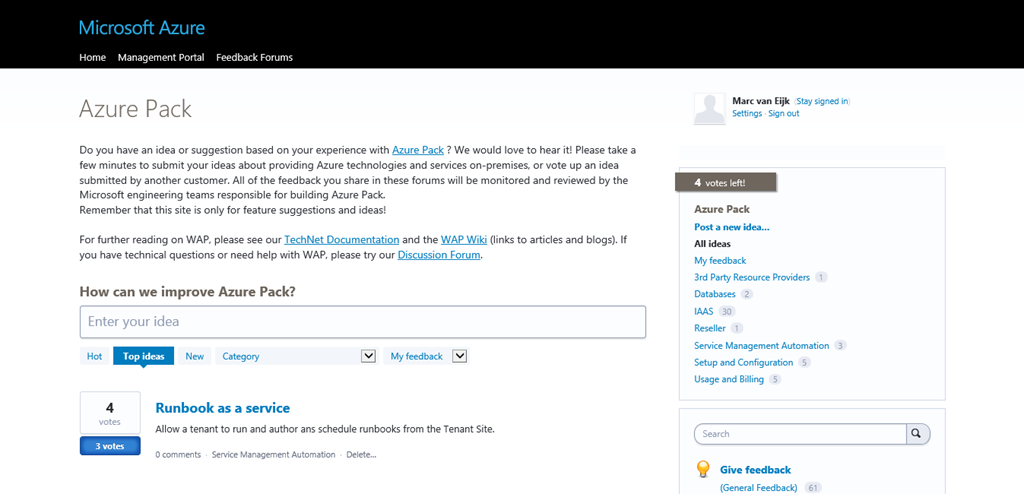 Microsoft Azure
Home Management Portal Feedback Forums
Azure Pack
Do you have an idea or suggestion based on your experience with Azure Pack ? We would love to hear it! Please take a
few minutes to submit your ideas about providing Azure technologies and services on-premises, or vote up an idea
submitted by another customer. All of the feedback you share in these forums will be monitored and reviewed by the
Microsoft engineering teams responsible for building Azure Pack.
Remember that this site is only for feature suggestions and ideas!
For further reading on WAP, please see our TechNet Documentation and the WAP Wiki (links to articles and blogs). If
you have technical questions or need help with WAP, please try our Discussion Forum.
How can we improve Azure Pack?
Enter your idea
Hot Top ideas New Category My feedback
4
votes
3 votes
Runbook as a service
Allow a tenant to run and author ans schedule runbooks from the Tenant Site.
0 comments · Service Management Automation · Delete...
Marc van Eijk (Stay signed in)
Settings · Sign out
4 votes left!
Azure Pack
Post a new idea...
All ideas
My feedback
3rd Party Resource Providers 1
Databases 2
IAAS 30
Reseller 1
Service Management Automation 3
Setup and Configuration 5
Usage and Billing 5
Search
Give feedback
(General Feedback) 61